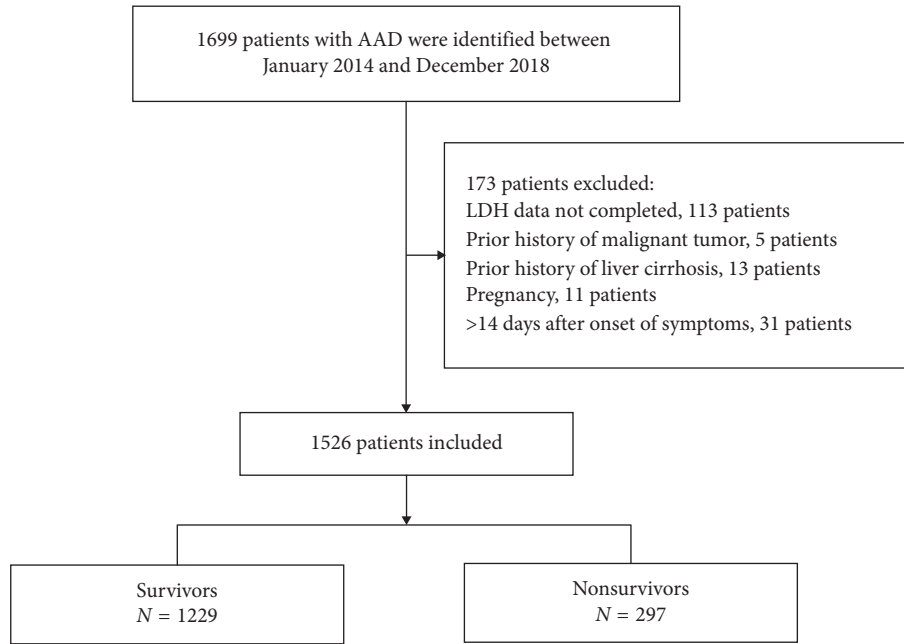 1699 patients with AAD were identified between
January 2014 and December 2018
173 patients excluded:
LDH data not completed, 113 patients
Prior history of malignant tumor, 5 patients
Prior history of liver cirrhosis, 13 patients
Pregnancy, 11 patients
>14 days after onset of symptoms, 31 patients
1526 patients included
Survivors
N = 1229
Nonsurvivors
N = 297